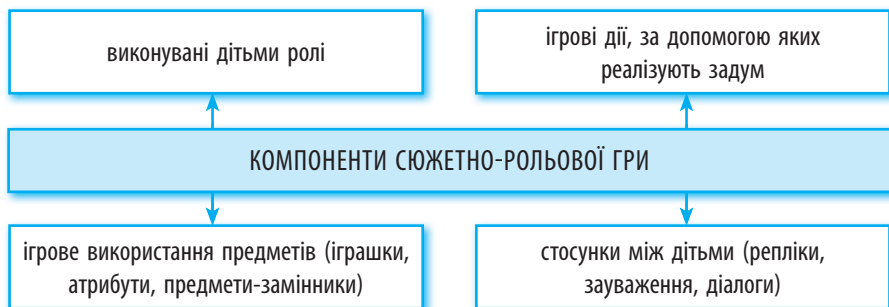 виконувані дітьми ролі
ігрові дії, за допомогою яких
реалізують задум
КОМПОНЕНТИ СЮЖЕТНО-РОЛЬОВОЇ ГРИ
ігрове використання предметів (іграшки,
атрибути, предмети-замінники)
стосунки між дітьми (репліки,
зауваження, діалоги)